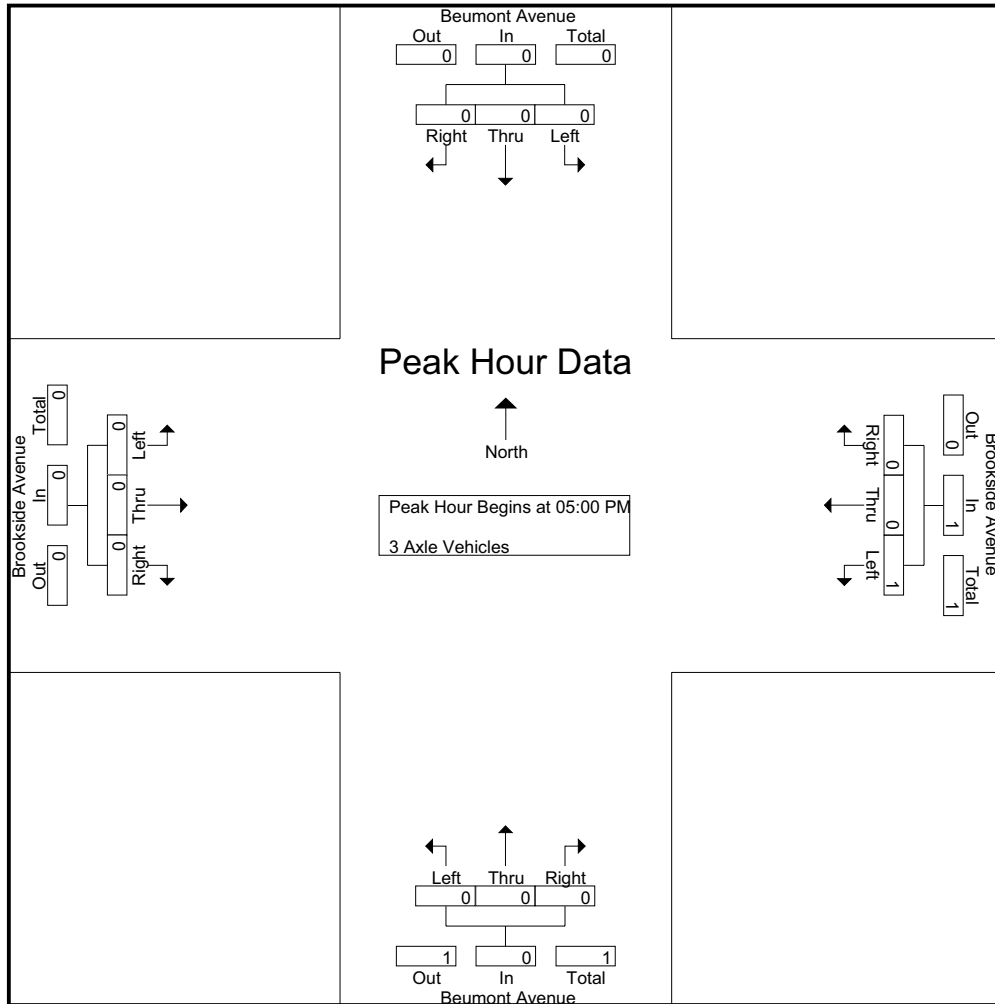 Beumont Avenue
Out In Total
0 0 0
0 0 0
Right Thru Left
Peak Hour Data
North
Peak Hour Begins at 05:00 PM
3 Axle Vehicles
Brookside Avenue
Total In Out
0 0 0
0 0 0
Left Thru Right
Brookside Avenue
Out In Total
0 1 1
0 0 1
Right Thru Left
Left Thru Right
0 0 0
1 0 1
Out In Total
Beumont Avenue